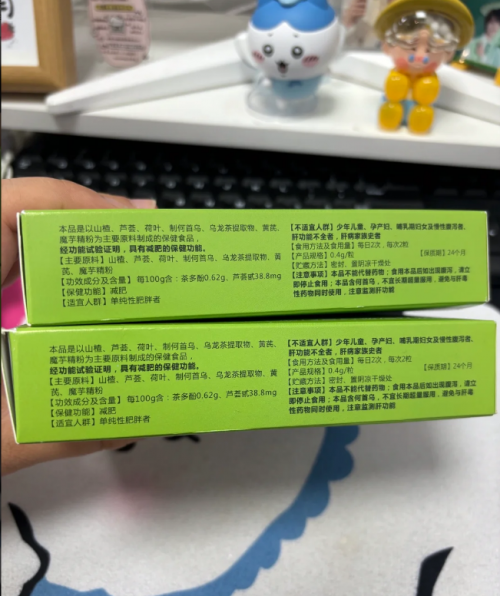 本品是以山楂、芦荟、荷叶、制何首乌、乌龙茶提取物、黄芪、
魔芋精粉为主要原料制成的保健食品，
经功能试验证明，具有减肥的保健功能。
【主要原料】山楂、芦荟、荷叶、制何首乌、乌龙茶提取物、黄
芪、魔芋精粉
【功效成分及含量】每100g含：茶多酚0.62g、芦荟甙38.8mg
【保健功能】减肥
【适宜人群】单纯性肥胖者
【不适宜人群】少年儿童、孕产妇、哺乳期妇女及慢性腹泻者、
肝功能不全者，肝病家族史者
【食用方法及食用量】每日2次，每次2粒
【产品规格】0.4g/粒
【保质期】24个月
【贮藏方法】密封、置阴凉干燥处
【注意事项】本品不能代替药物；食用本品后如出现腹泻，请立
即停止食用；本品含何首乌，不宜长期超量服用，避免与肝毒
性药物同时使用，注意监测肝功能
本品是以山楂、芦荟、荷叶、制何首乌、乌龙茶提取物、黄芪、
魔芋精粉为主要原料制成的保健食品，
经功能试验证明，具有减肥的保健功能。
【主要原料】山楂、芦荟、荷叶、制何首乌、乌龙茶提取物、黄
芪、魔芋精粉
【功效成分及含量】每100g含：茶多酚0.62g、芦荟甙38.8mg
【保健功能】减肥
【适宜人群】单纯性肥胖者
【不适宜人群】少年儿童、孕产妇、哺乳期妇女及慢性腹泻者、
肝功能不全者，肝病家族史者
【食用方法及食用量】每日2次，每次2粒
【产品规格】0.4g/粒
【保质期】24个月
【贮藏方法】密封、置阴凉干燥处
【注意事项】本品不能代替药物；食用本品后如出现腹泻，请立
即停止食用；本品含何首乌，不宜长期超量服用，避免与肝毒
性药物同时使用，注意监测肝功能